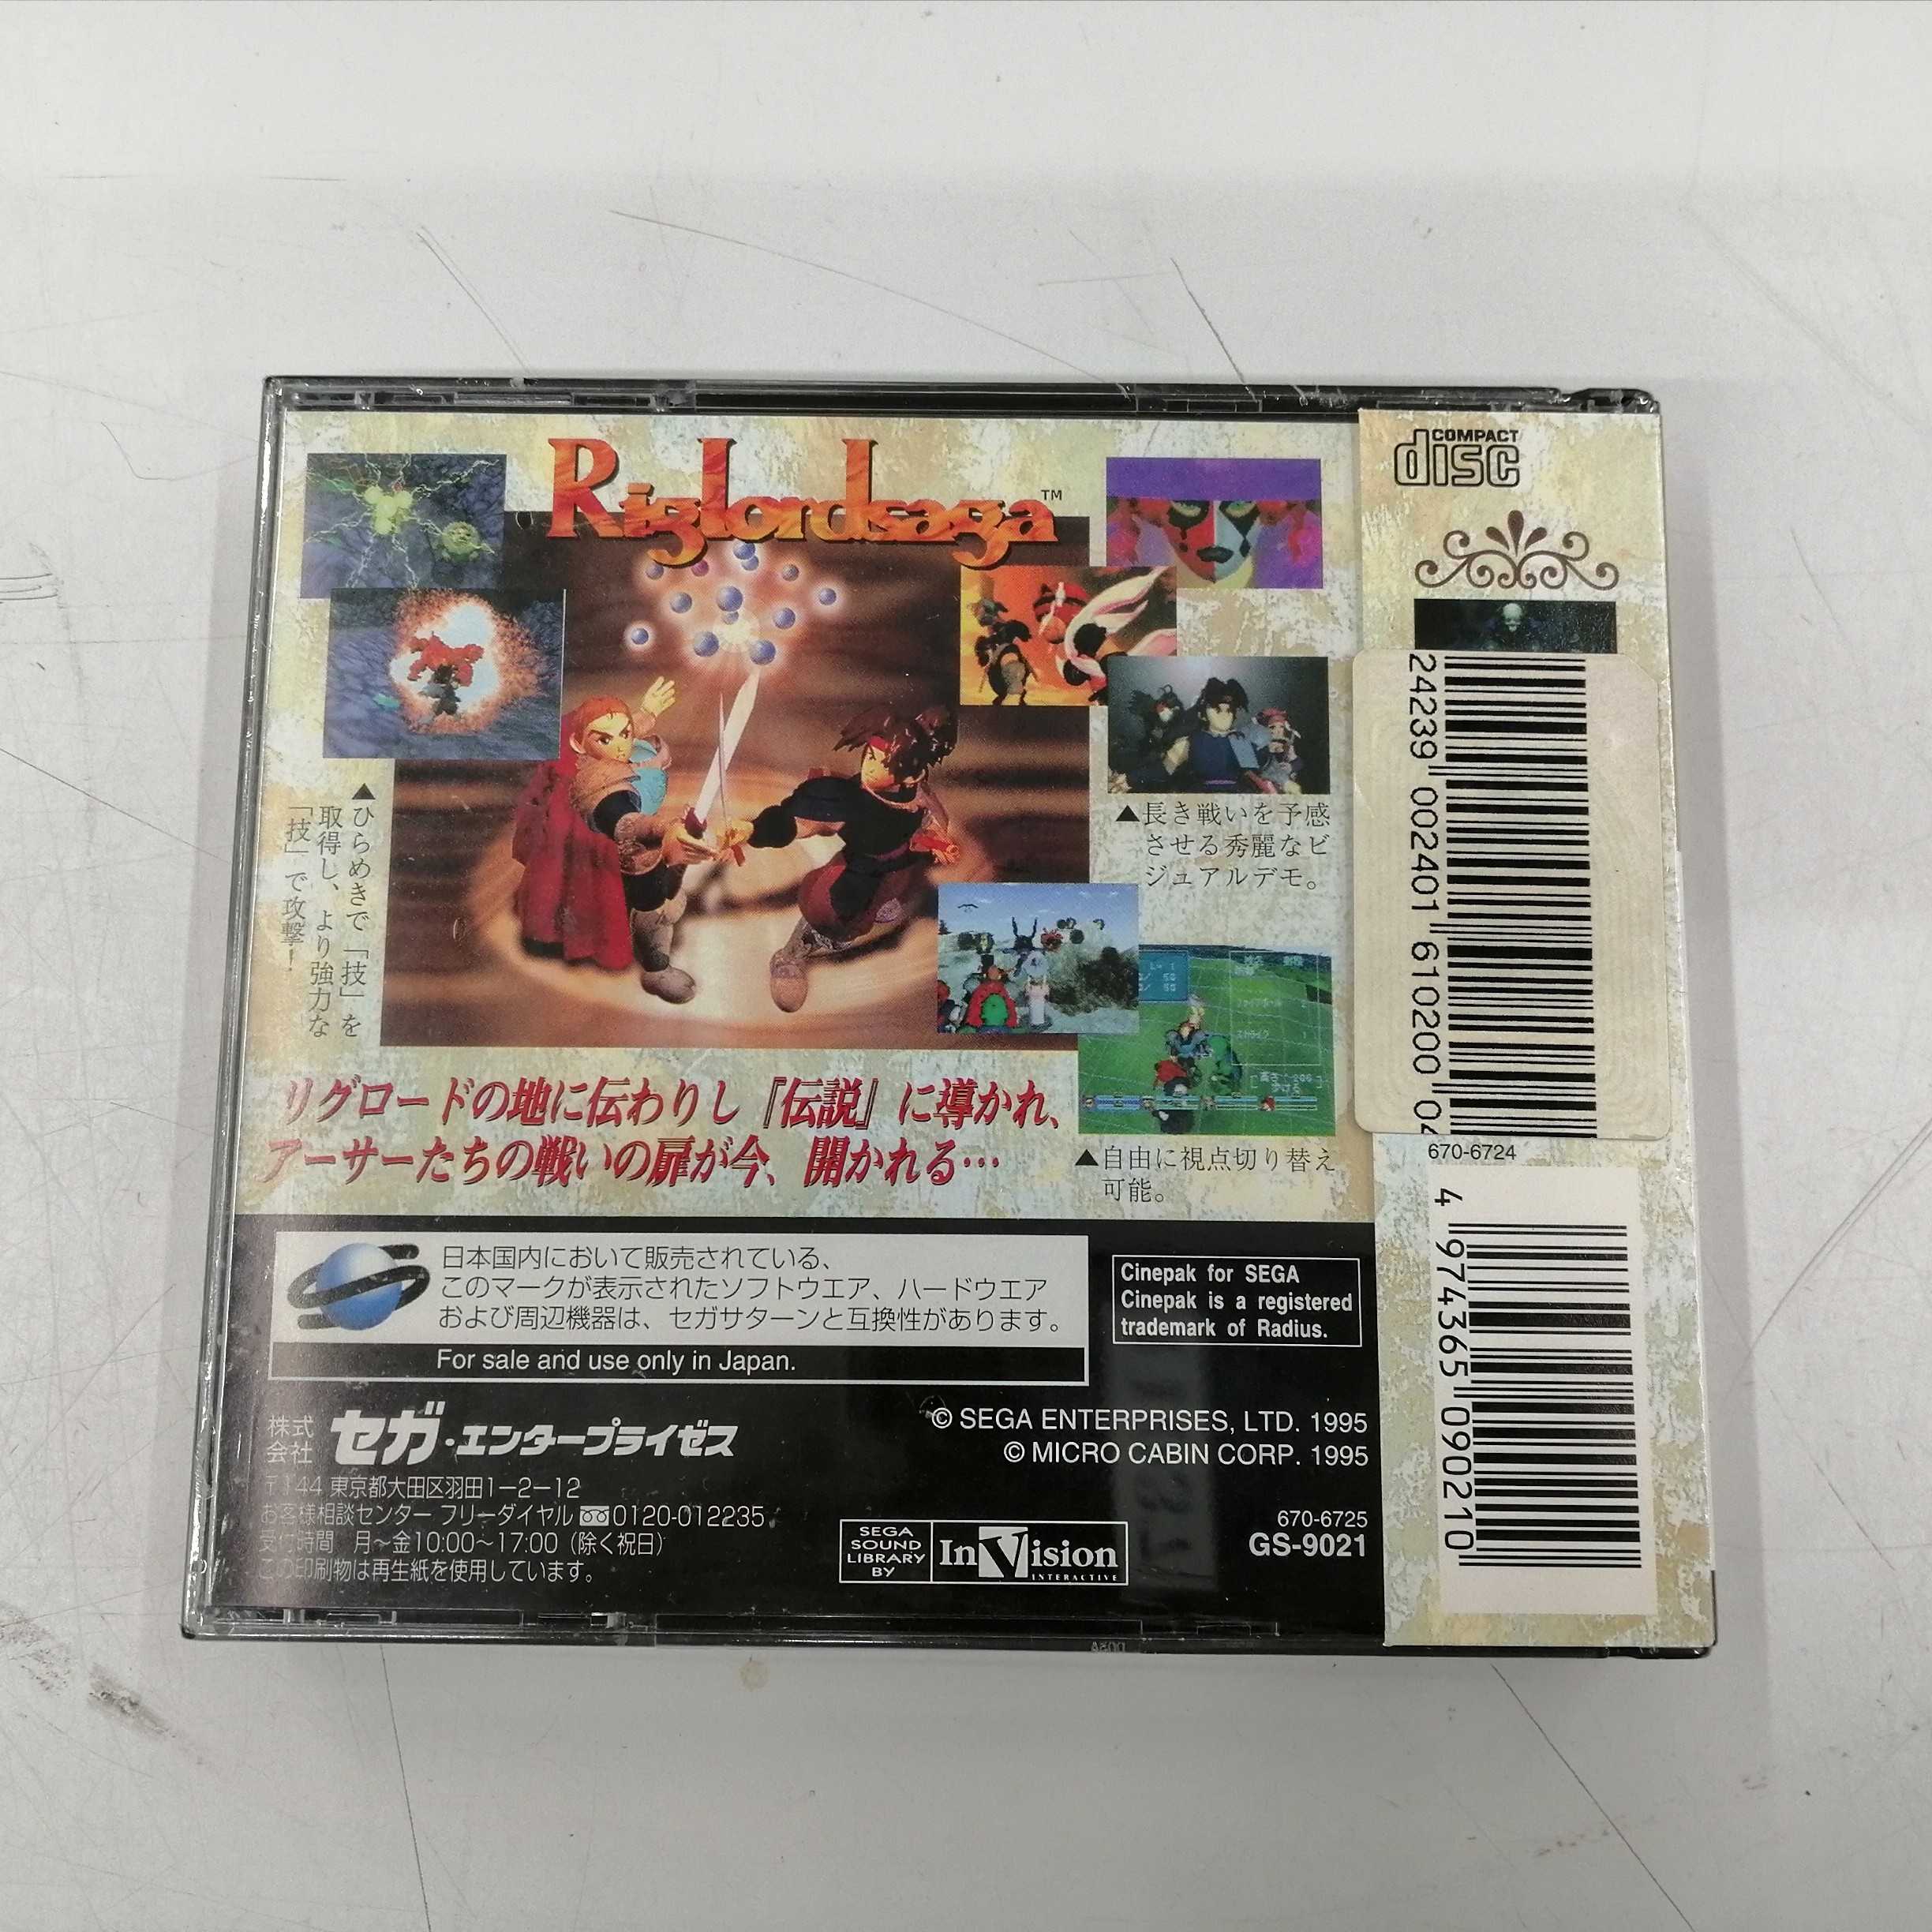 Riglordsaga™
▲ひらめきで「技」を
取得し、より強力な
「技」で攻撃！
▲長き戦いを予感
させる秀麗なビ
ジュアルデモ。
▲自由に視点切り替え
可能。
リグロードの地に伝わりし『伝説』に導かれ、
アーサーたちの戦いの扉が今、開かれる…
日本国内において販売されている、
このマークが表示されたソフトウエア、ハードウエア
および周辺機器は、セガサターンと互換性があります。
For sale and use only in Japan.
Cinepak for SEGA
Cinepak is a registered
trademark of Radius.
株式会社 セガ・エンタープライゼス
〒144 東京都大田区羽田1-2-12
お客様相談センター フリーダイヤル 0120-012235
受付時間 月～金10:00～17:00（除く祝日）
この印刷物は再生紙を使用しています。
© SEGA ENTERPRISES, LTD. 1995
© MICRO CABIN CORP. 1995
SEGA
SOUND
LIBRARY
BY
InVision
INTERACTIVE
670-6725
GS-9021
COMPACT
disc
24239 002401 610200 04
670-6724
4 974365 090210